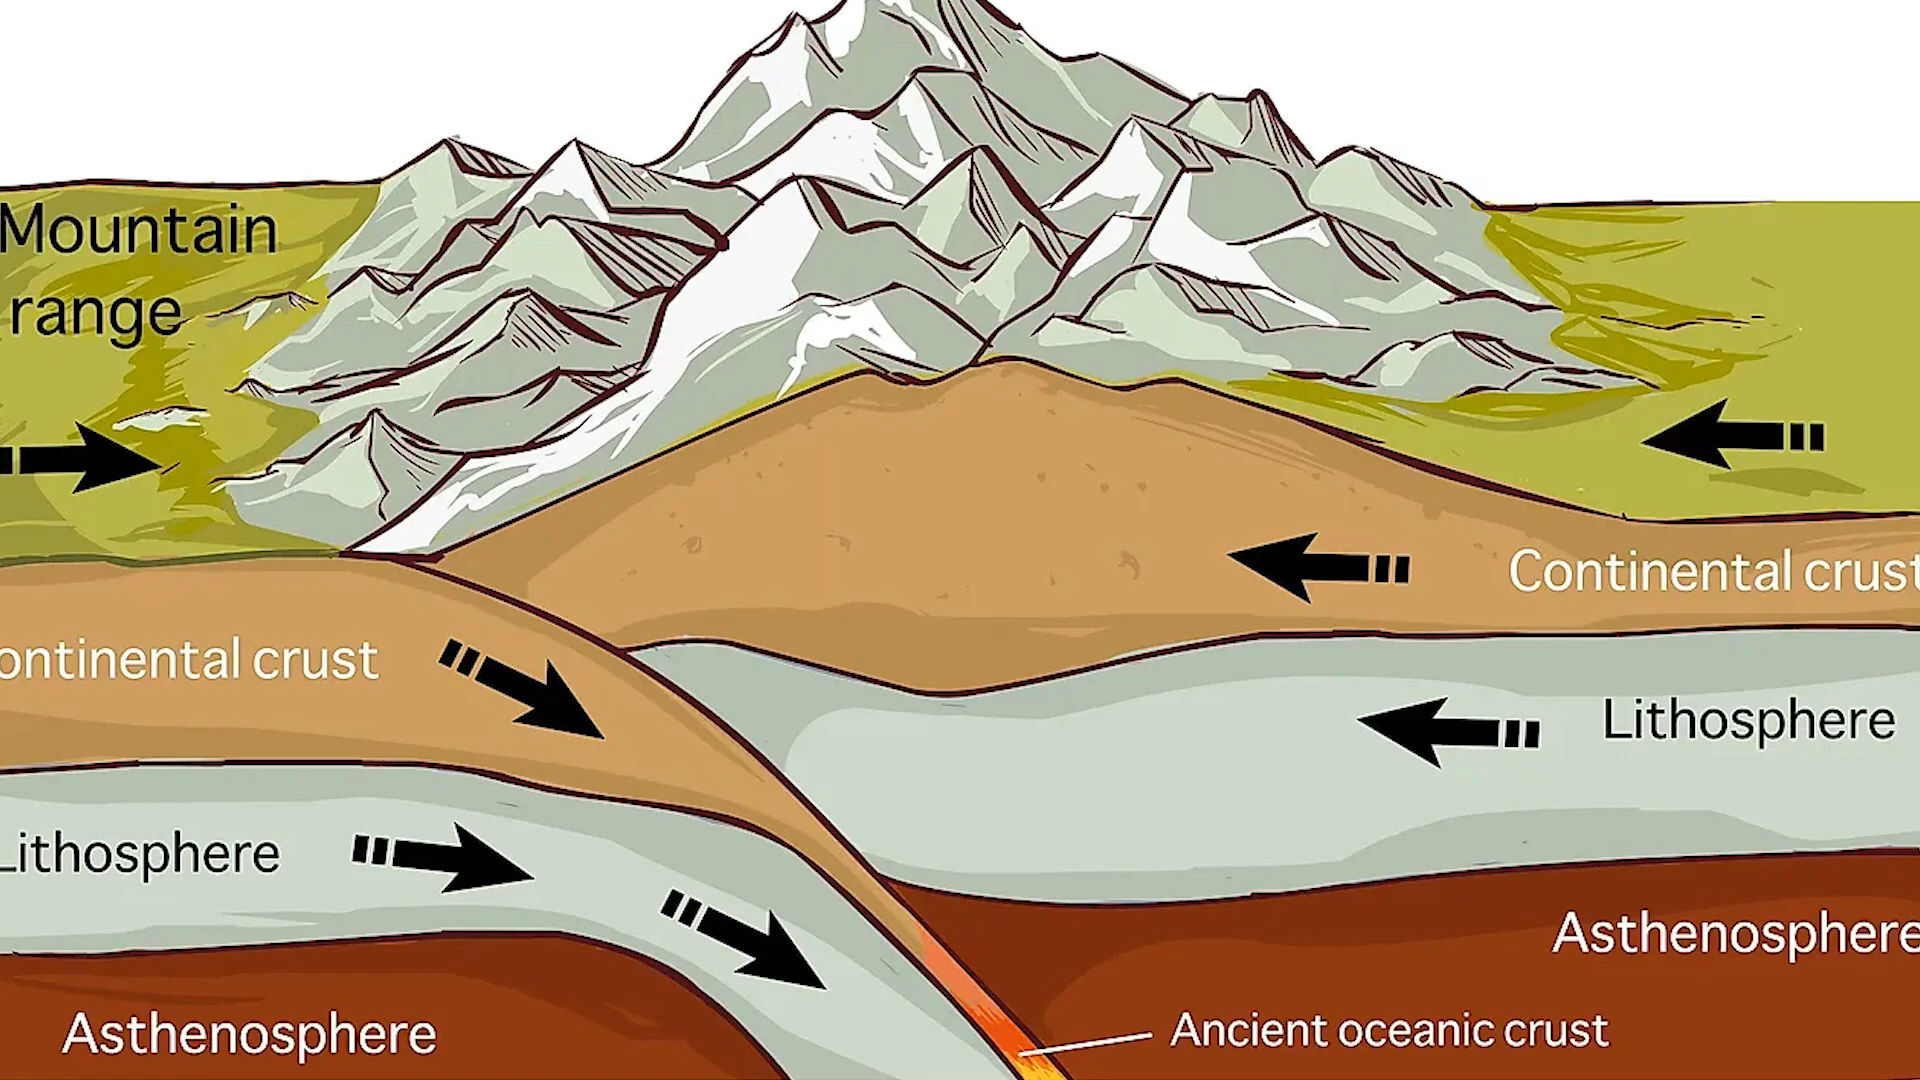 Mountain
range
Continental crust
ontinental crust
Lithosphere
Lithosphere
Asthenosphere
Ancient oceanic crust
Asthenosphere